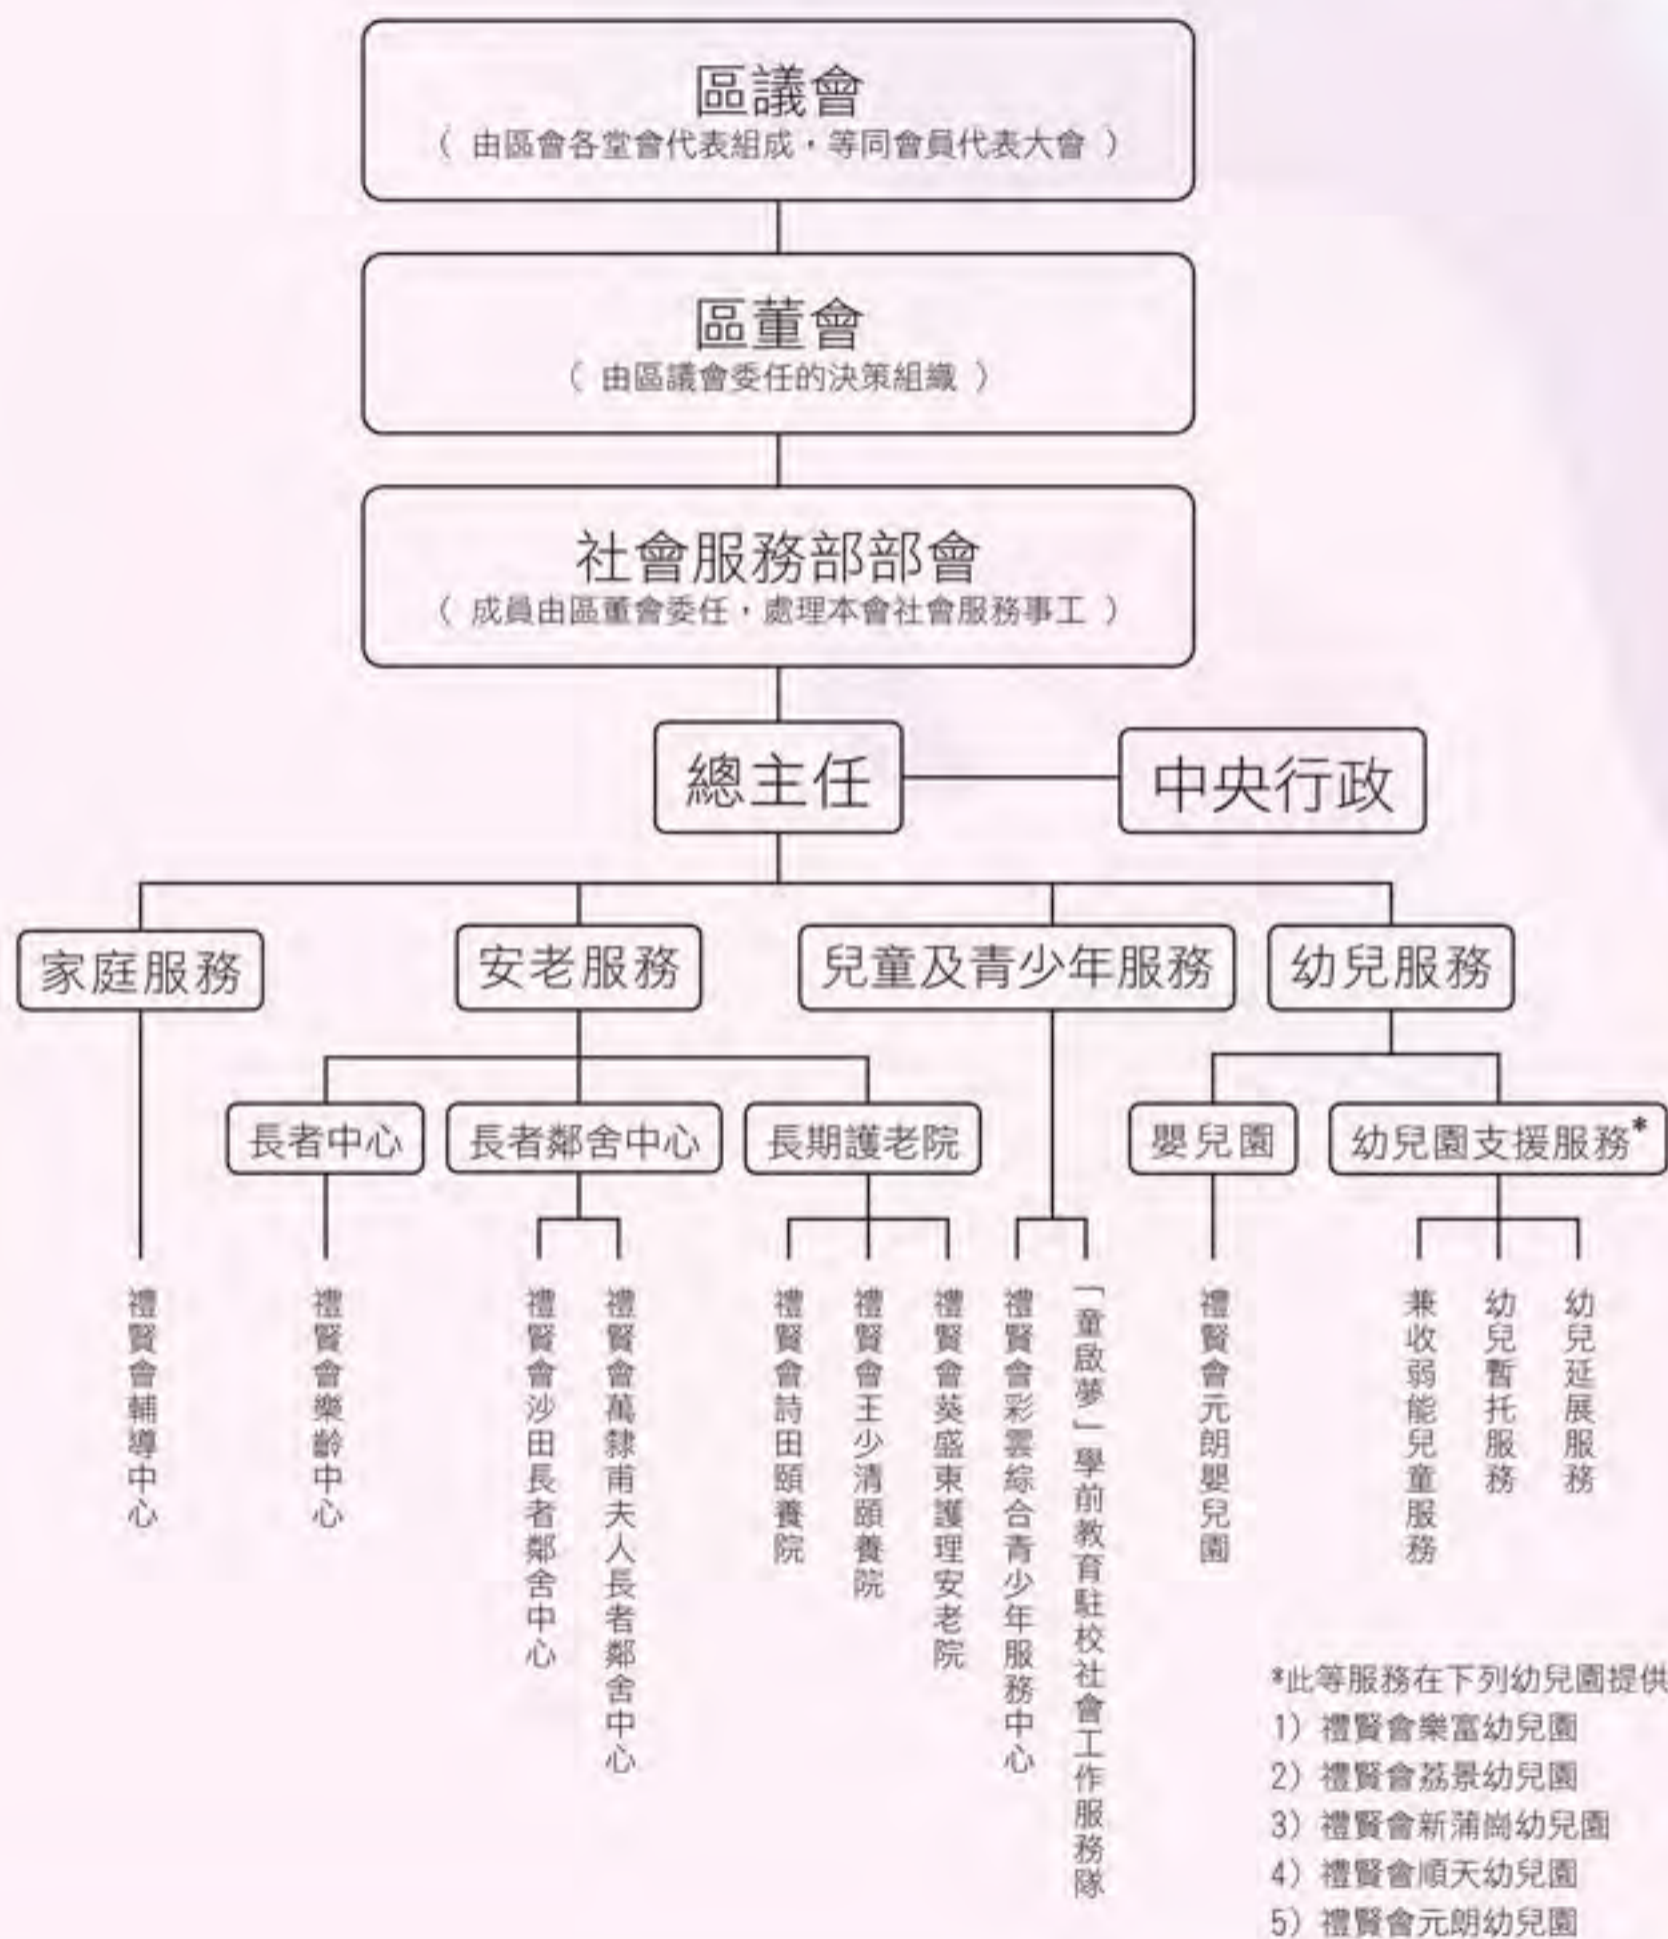 區議會
（ 由區會各堂會代表組成，等同會員代表大會 ）
區董會
（ 由區議會委任的決策組織 ）
社會服務部部會
（ 成員由區董會委任，處理本會社會服務事工 ）
總主任
中央行政
家庭服務
安老服務
兒童及青少年服務
幼兒服務
長者中心
長者鄰舍中心
長期護老院
嬰兒園
幼兒園支援服務*
禮賢會輔導中心
禮賢會樂齡中心
禮賢會沙田長者鄰舍中心
禮賢會萬隸甫夫人長者鄰舍中心
禮賢會詩田頤養院
禮賢會王少清頤養院
禮賢會葵盛東護理安老院
禮賢會彩雲綜合青少年服務中心
「童啟夢」學前教育駐校社會工作服務隊
禮賢會元朗嬰兒園
兼收弱能兒童服務
幼兒暫托服務
幼兒延展服務
*此等服務在下列幼兒園提供
1）禮賢會樂富幼兒園
2）禮賢會荔景幼兒園
3）禮賢會新蒲崗幼兒園
4）禮賢會順天幼兒園
5）禮賢會元朗幼兒園